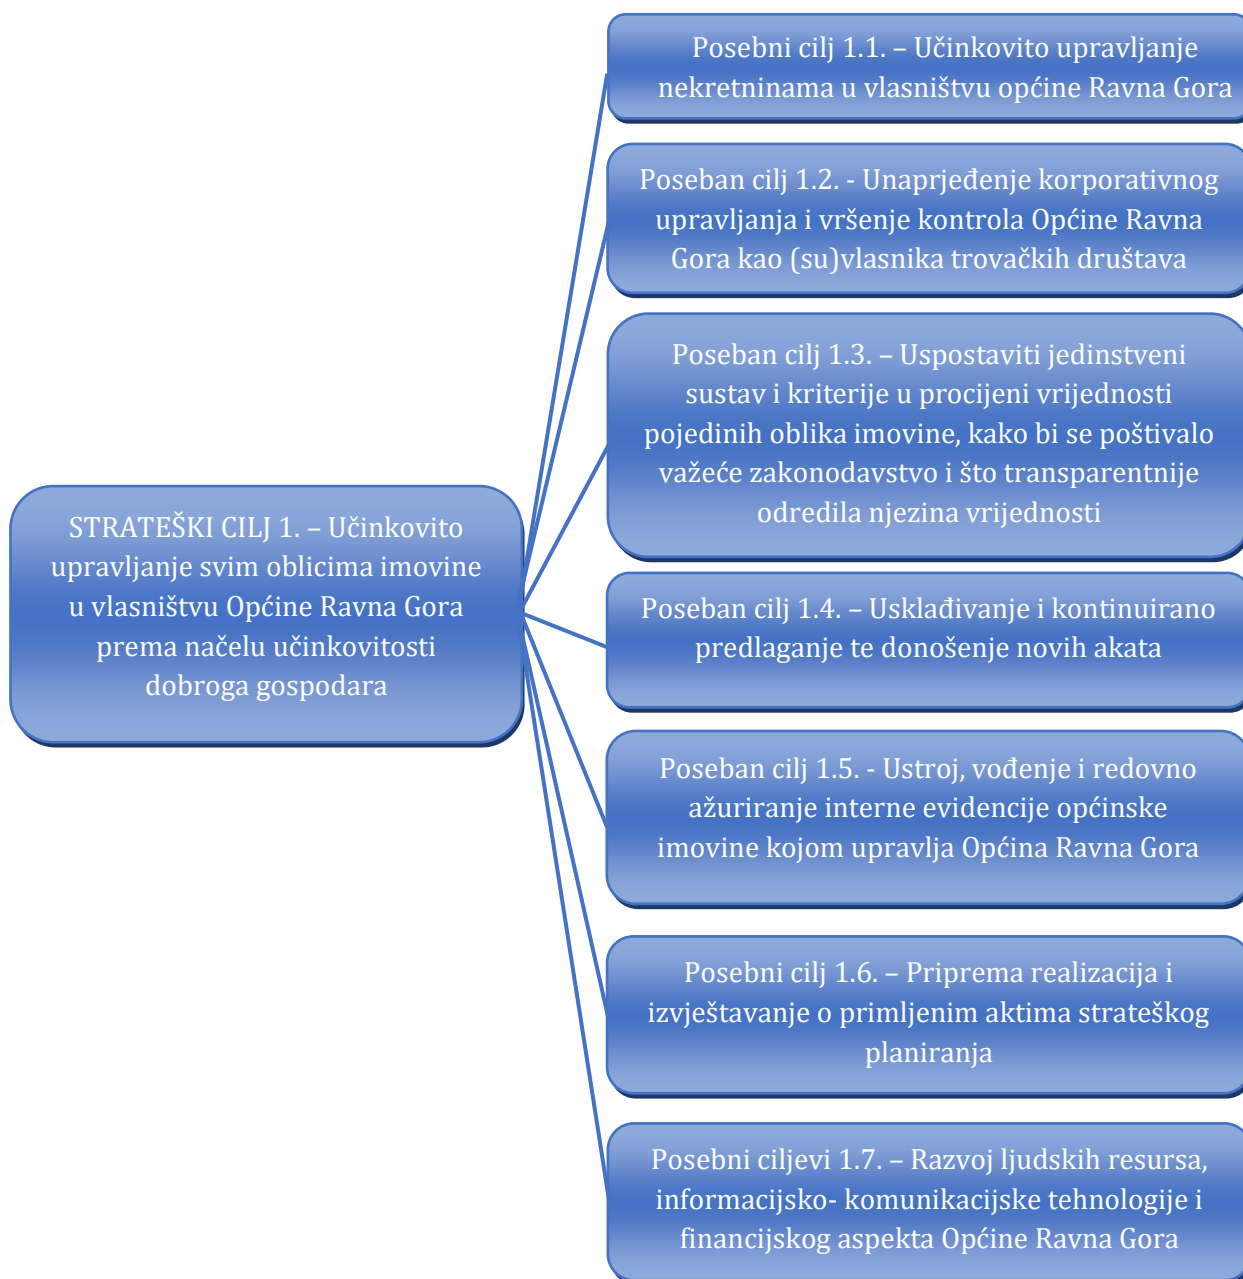 Posebni cilj 1.1. – Učinkovito upravljanje
nekretninama u vlasništvu općine Ravna Gora
Poseban cilj 1.2. - Unaprjeđenje korporativnog
upravljanja i vršenje kontrola Općine Ravna
Gora kao (su)vlasnika trovačkih društava
Poseban cilj 1.3. – Uspostaviti jedinstveni
sustav i kriterije u procijeni vrijednosti
pojedinih oblika imovine, kako bi se poštivalo
važeće zakonodavstvo i što transparentnije
odredila njezina vrijednosti
STRATEŠKI CILJ 1. – Učinkovito
upravljanje svim oblicima imovine
u vlasništvu Općine Ravna Gora
prema načelu učinkovitosti
dobroga gospodara
Poseban cilj 1.4. – Usklađivanje i kontinuirano
predlaganje te donošenje novih akata
Poseban cilj 1.5. - Ustroj, vođenje i redovno
ažuriranje interne evidencije općinske
imovine kojom upravlja Općina Ravna Gora
Posebni cilj 1.6. – Priprema realizacija i
izvještavanje o primljenim aktima strateškog
planiranja
Posebni ciljevi 1.7. – Razvoj ljudskih resursa,
informacijsko- komunikacijske tehnologije i
financijskog aspekta Općine Ravna Gora